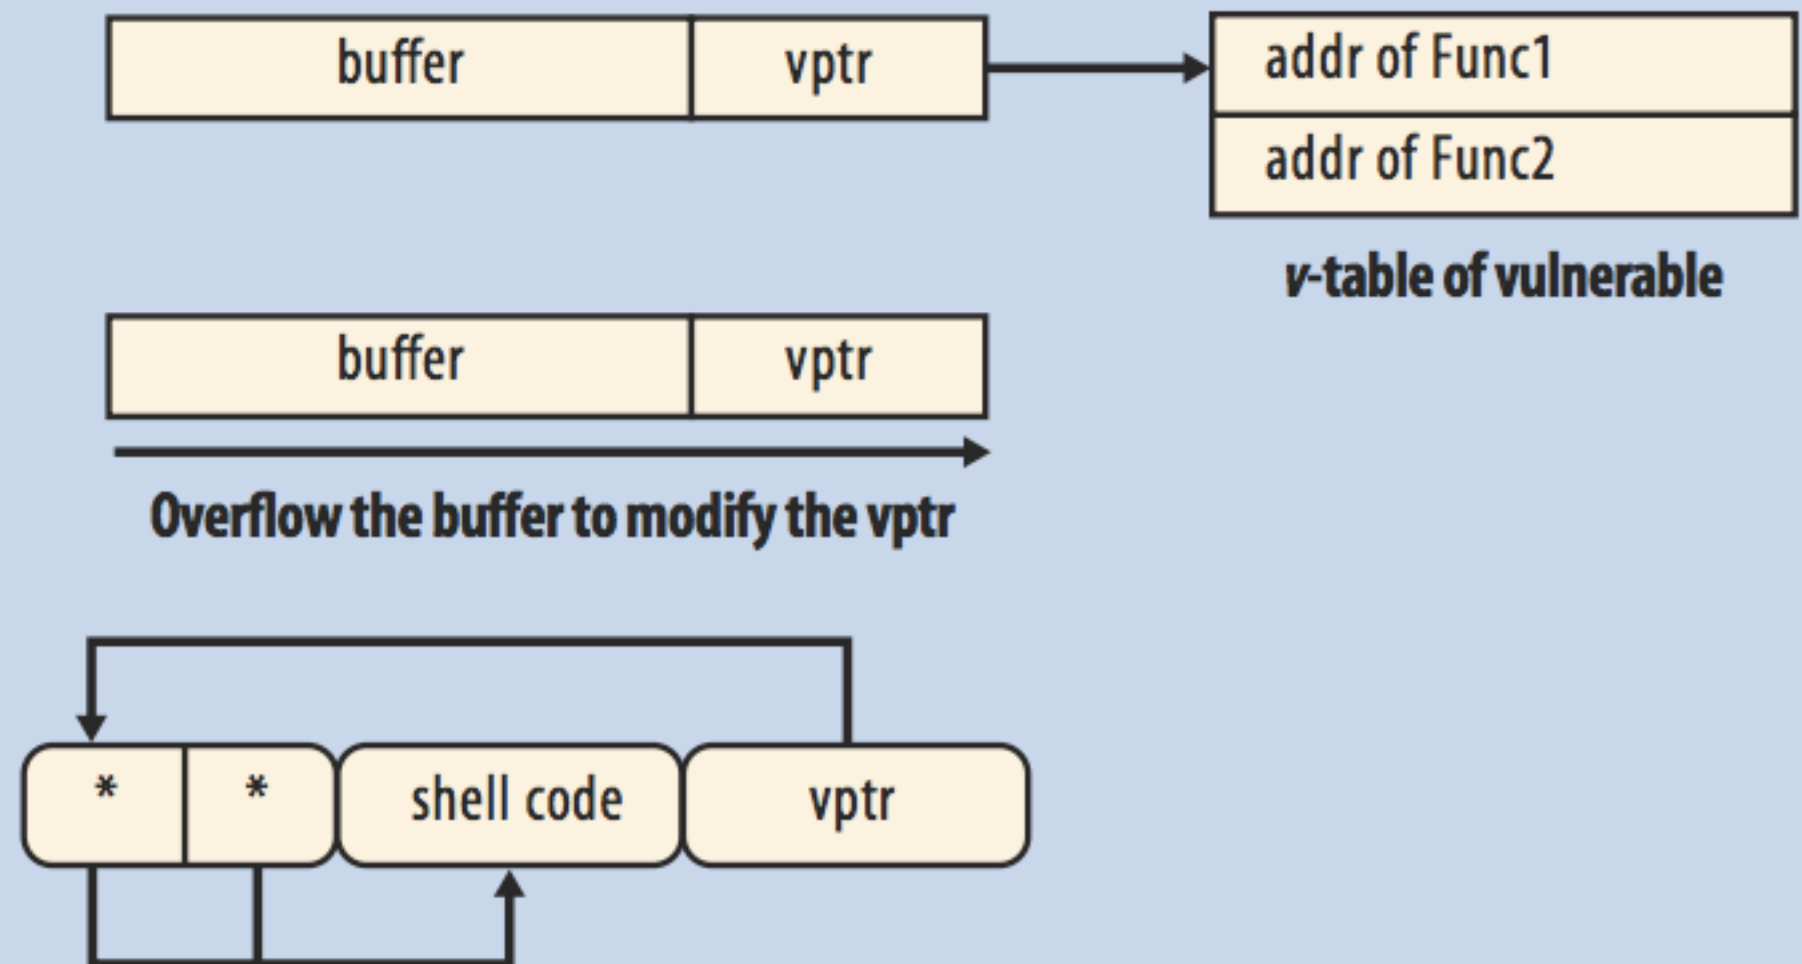 buffer
vptr
addr of Func1
addr of Func2
v-table of vulnerable
buffer
vptr
Overflow the buffer to modify the vptr
*
*
shell code
vptr